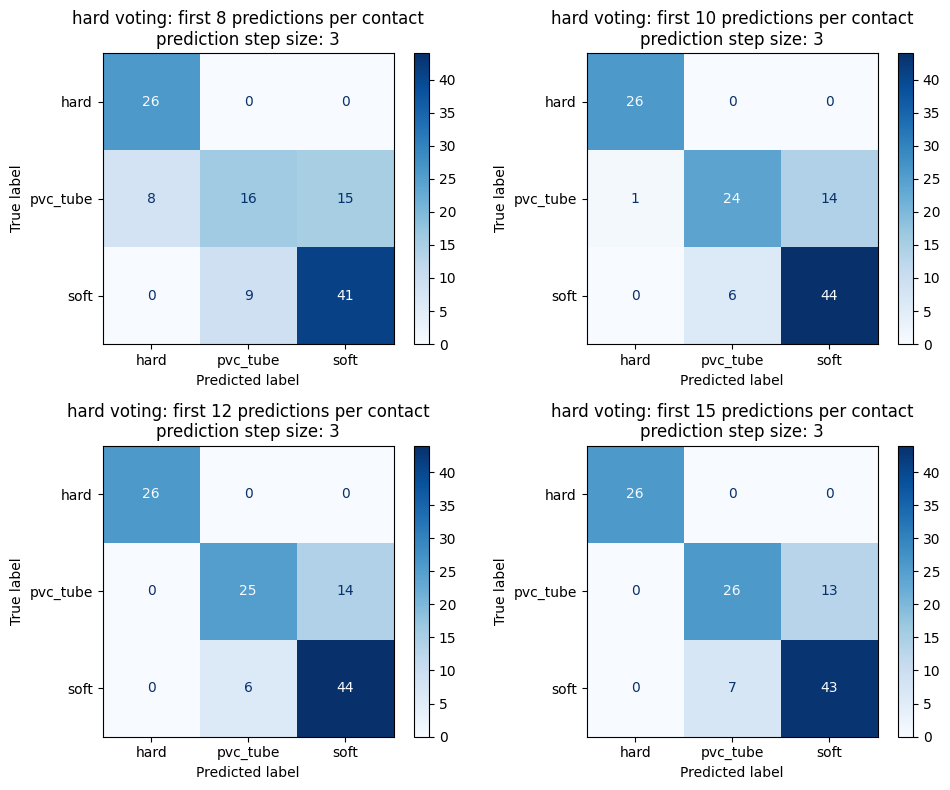 hard voting: first 8 predictions per contact
prediction step size: 3
hard 26 0 0
pvc_tube 8 16 15
soft 0 9 41
hard pvc_tube soft
Predicted label
True label
40
35
30
25
20
15
10
5
0
hard voting: first 10 predictions per contact
prediction step size: 3
hard 26 0 0
pvc_tube 1 24 14
soft 0 6 44
hard pvc_tube soft
Predicted label
True label
40
35
30
25
20
15
10
5
0
hard voting: first 12 predictions per contact
prediction step size: 3
hard 26 0 0
pvc_tube 0 25 14
soft 0 6 44
hard pvc_tube soft
Predicted label
True label
40
35
30
25
20
15
10
5
0
hard voting: first 15 predictions per contact
prediction step size: 3
hard 26 0 0
pvc_tube 0 26 13
soft 0 7 43
hard pvc_tube soft
Predicted label
True label
40
35
30
25
20
15
10
5
0